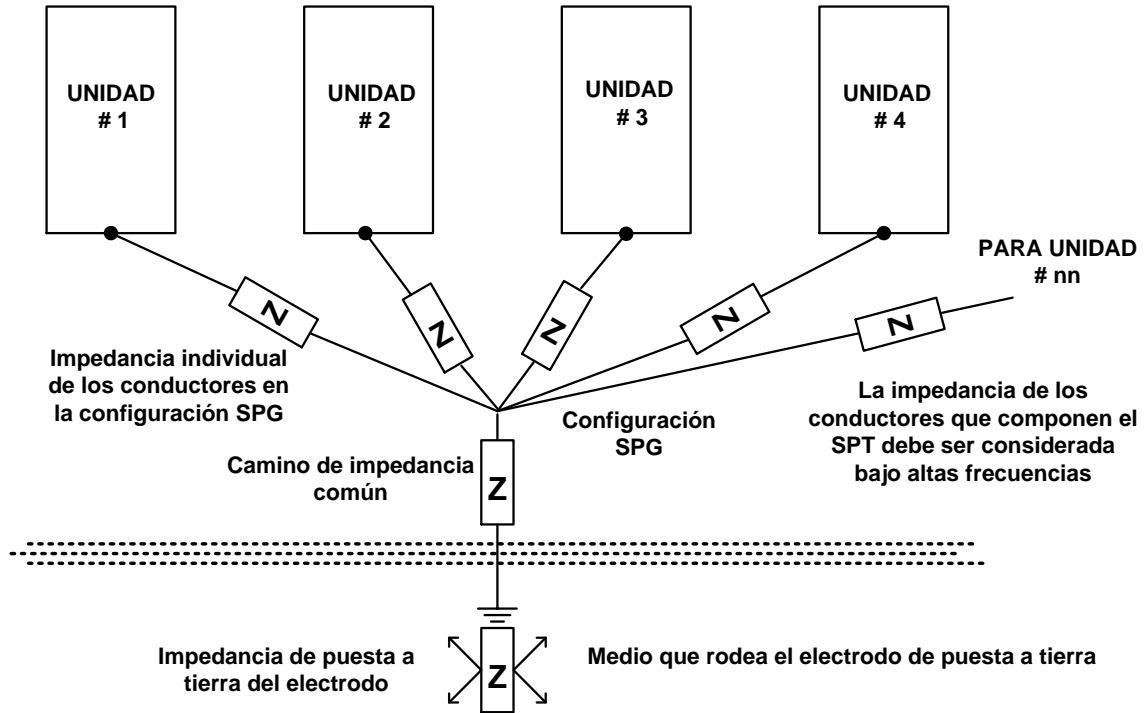 UNIDAD
# 1
UNIDAD
# 2
UNIDAD
# 3
UNIDAD
# 4
PARA UNIDAD
# nn
Z
Z
Z
Z
Z
Impedancia individual
de los conductores en
la configuración SPG
Configuración
SPG
La impedancia de los
conductores que componen el
SPT debe ser considerada
bajo altas frecuencias
Camino de impedancia
común
Z
Impedancia de puesta a
tierra del electrodo
Z
Medio que rodea el electrodo de puesta a tierra